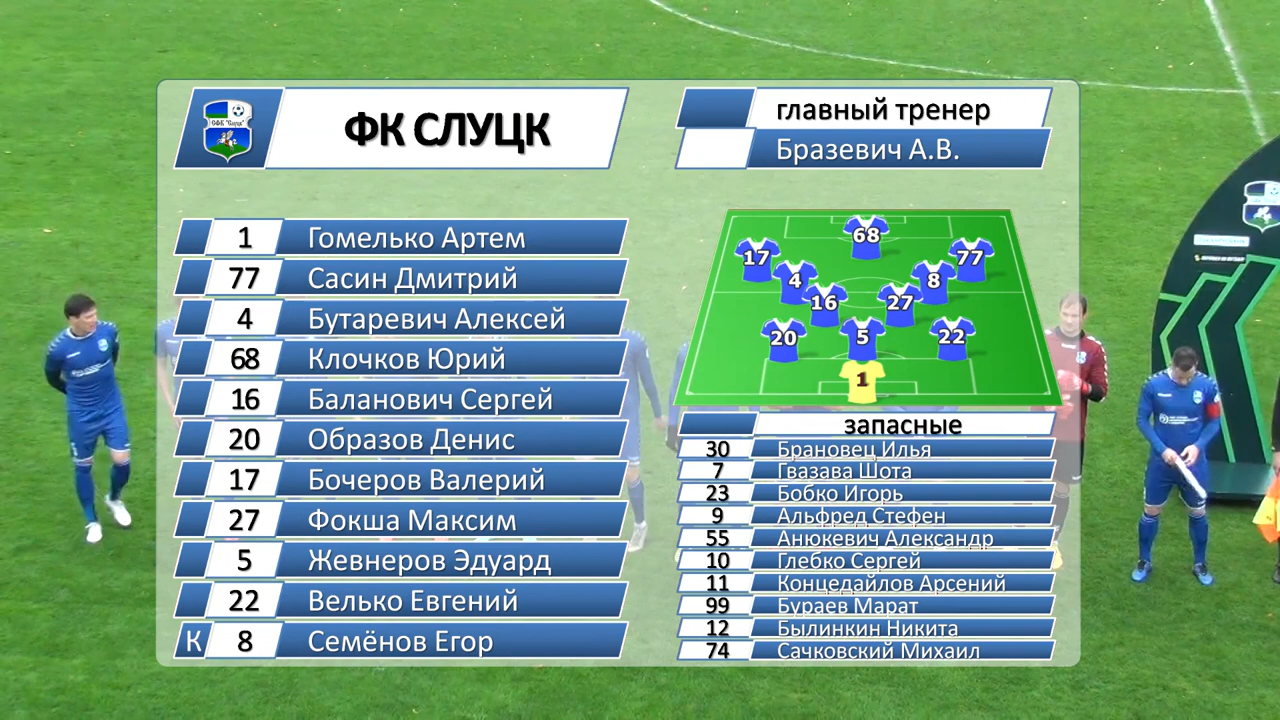 СФК "Слуцк"
ФК СЛУЦК
1 Гомелько Артем
77 Сасин Дмитрий
4 Бутаревич Алексей
68 Клочков Юрий
16 Баланович Сергей
20 Образов Денис
17 Бочеров Валерий
27 Фокша Максим
5 Жевнеров Эдуард
22 Велько Евгений
К 8 Семёнов Егор
главный тренер
Бразевич А.В.
68
17 77
4 8
16 27
20 5 22
1
запасные
30 Брановец Илья
7 Гвазава Шота
23 Бобко Игорь
9 Альфред Стефен
55 Анюкевич Александр
10 Глебко Сергей
11 Концедайлов Арсений
99 Бураев Марат
12 Былинкин Никита
74 Сачковский Михаил